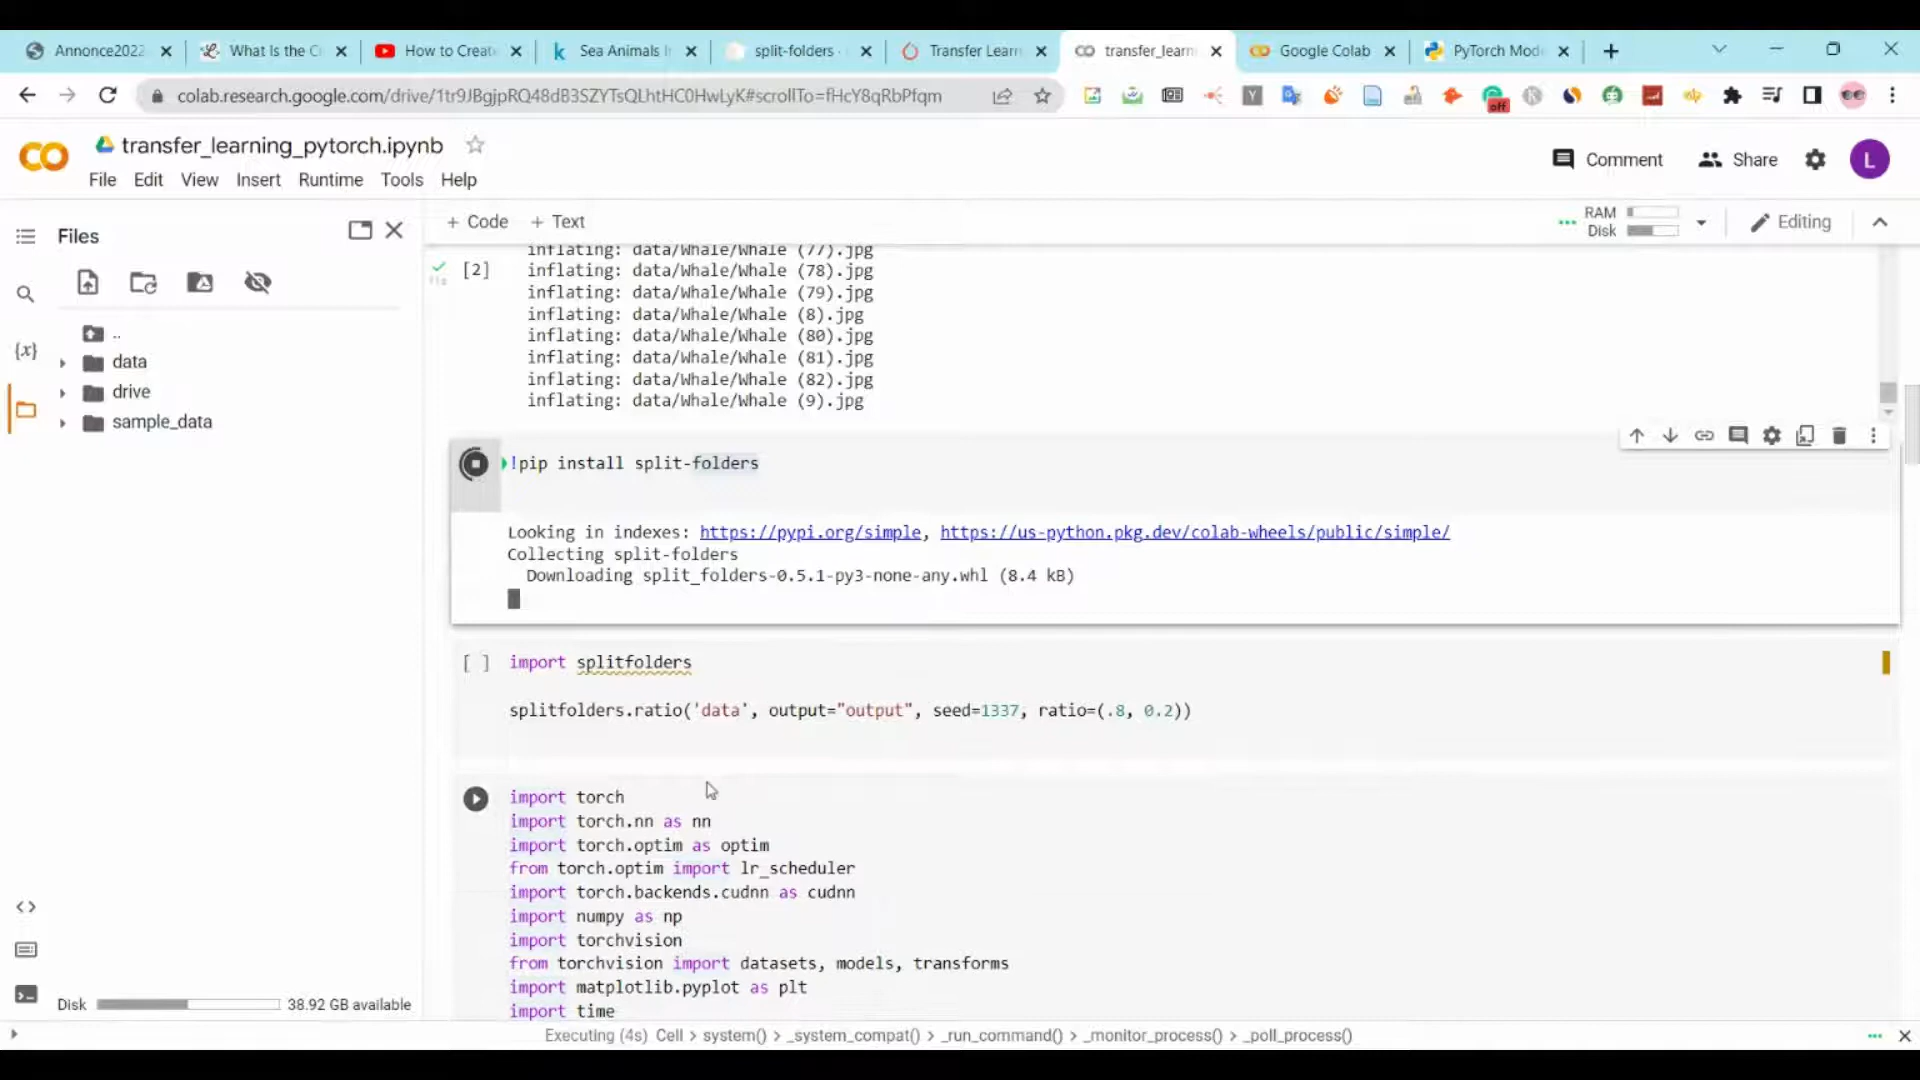 Annonce2022
What Is the C
How to Creat
Sea Animals I
split-folders ·
Transfer Learn
transfer_learn
Google Colab
PyTorch Mod
colab.research.google.com/drive/1tr9JBgjpRQ48dB3SZYTsQLhtHC0HwLyK#scrollTo=fHcY8qRbPfqm
off
transfer_learning_pytorch.ipynb
Comment
Share
L
File Edit View Insert Runtime Tools Help
Files
+ Code + Text
RAM
Disk
Editing
..
data
drive
sample_data
inflating: data/Whale/Whale (77).jpg
[2] inflating: data/Whale/Whale (78).jpg
inflating: data/Whale/Whale (79).jpg
inflating: data/Whale/Whale (8).jpg
inflating: data/Whale/Whale (80).jpg
inflating: data/Whale/Whale (81).jpg
inflating: data/Whale/Whale (82).jpg
inflating: data/Whale/Whale (9).jpg
!pip install split-folders
Looking in indexes: https://pypi.org/simple, https://us-python.pkg.dev/colab-wheels/public/simple/
Collecting split-folders
Downloading split_folders-0.5.1-py3-none-any.whl (8.4 kB)
[ ] import splitfolders
splitfolders.ratio('data', output="output", seed=1337, ratio=(.8, 0.2))
import torch
import torch.nn as nn
import torch.optim as optim
from torch.optim import lr_scheduler
import torch.backends.cudnn as cudnn
import numpy as np
import torchvision
from torchvision import datasets, models, transforms
import matplotlib.pyplot as plt
import time
Disk 38.92 GB available
Executing (4s) Cell > system() > _system_compat() > _run_command() > _monitor_process() > _poll_process()